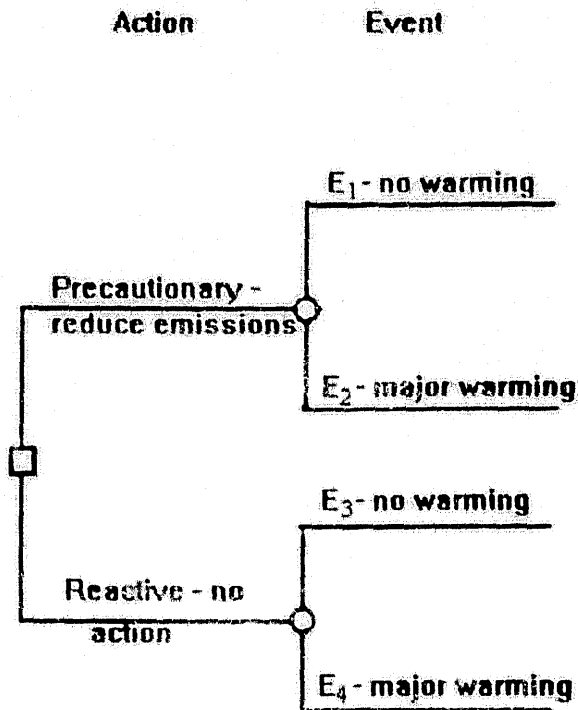 Action Event
E₁- no warming
Precautionary -
reduce emissions
E₂- major warming
E₃- no warming
Reactive - no
action
E₄- major warming